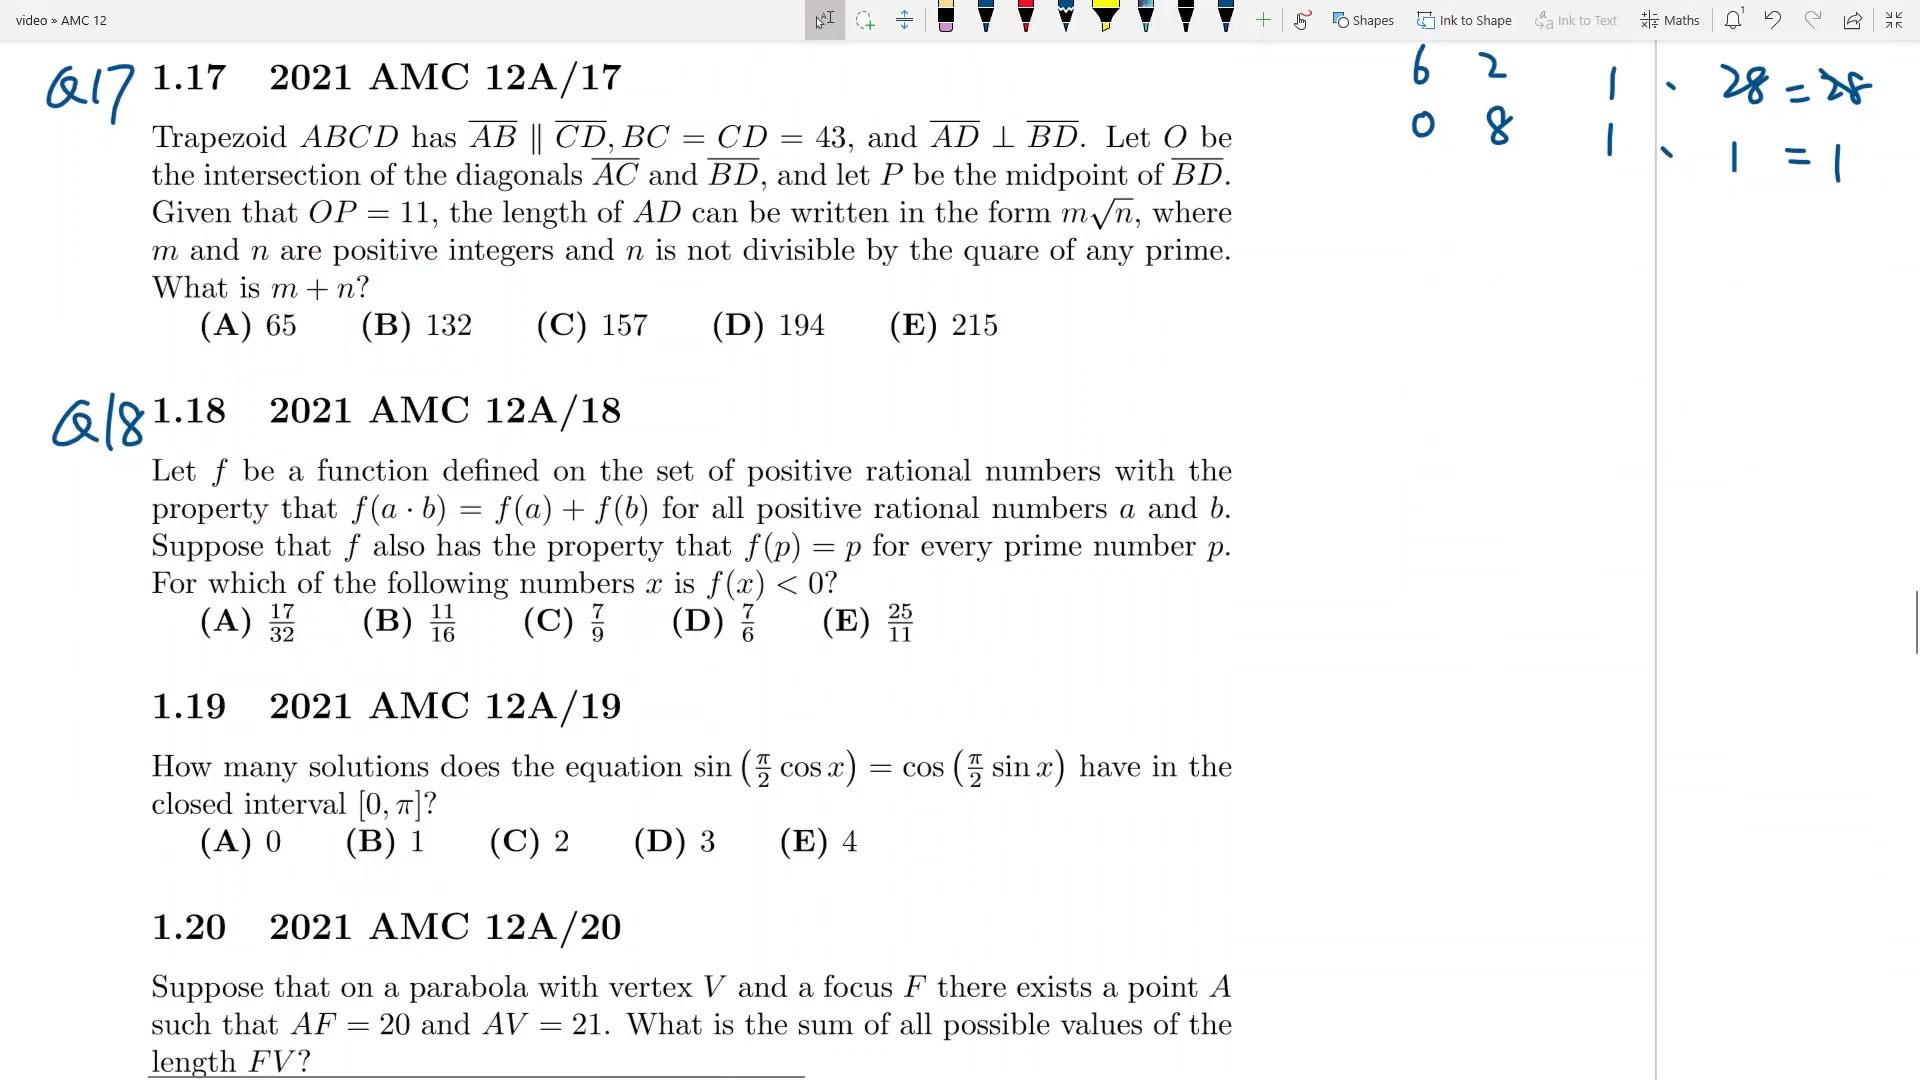 video » AMC 12
Shapes Ink to Shape Ink to Text Maths 1
6 2 1 · 28 = 28
0 8 1 · 1 = 1
Q17 1.17 2021 AMC 12A/17
Trapezoid ABCD has \overline{AB} ∥ \overline{CD}, BC = CD = 43, and \overline{AD} ⊥ \overline{BD}. Let O be
the intersection of the diagonals \overline{AC} and \overline{BD}, and let P be the midpoint of \overline{BD}.
Given that OP = 11, the length of AD can be written in the form m√n, where
m and n are positive integers and n is not divisible by the quare of any prime.
What is m + n?
(A) 65 (B) 132 (C) 157 (D) 194 (E) 215
Q18 1.18 2021 AMC 12A/18
Let f be a function defined on the set of positive rational numbers with the
property that f(a · b) = f(a) + f(b) for all positive rational numbers a and b.
Suppose that f also has the property that f(p) = p for every prime number p.
For which of the following numbers x is f(x) < 0?
(A) 17/32 (B) 11/16 (C) 7/9 (D) 7/6 (E) 25/11
1.19 2021 AMC 12A/19
How many solutions does the equation sin(π/2 cos x) = cos(π/2 sin x) have in the
closed interval [0, π]?
(A) 0 (B) 1 (C) 2 (D) 3 (E) 4
1.20 2021 AMC 12A/20
Suppose that on a parabola with vertex V and a focus F there exists a point A
such that AF = 20 and AV = 21. What is the sum of all possible values of the
length FV?